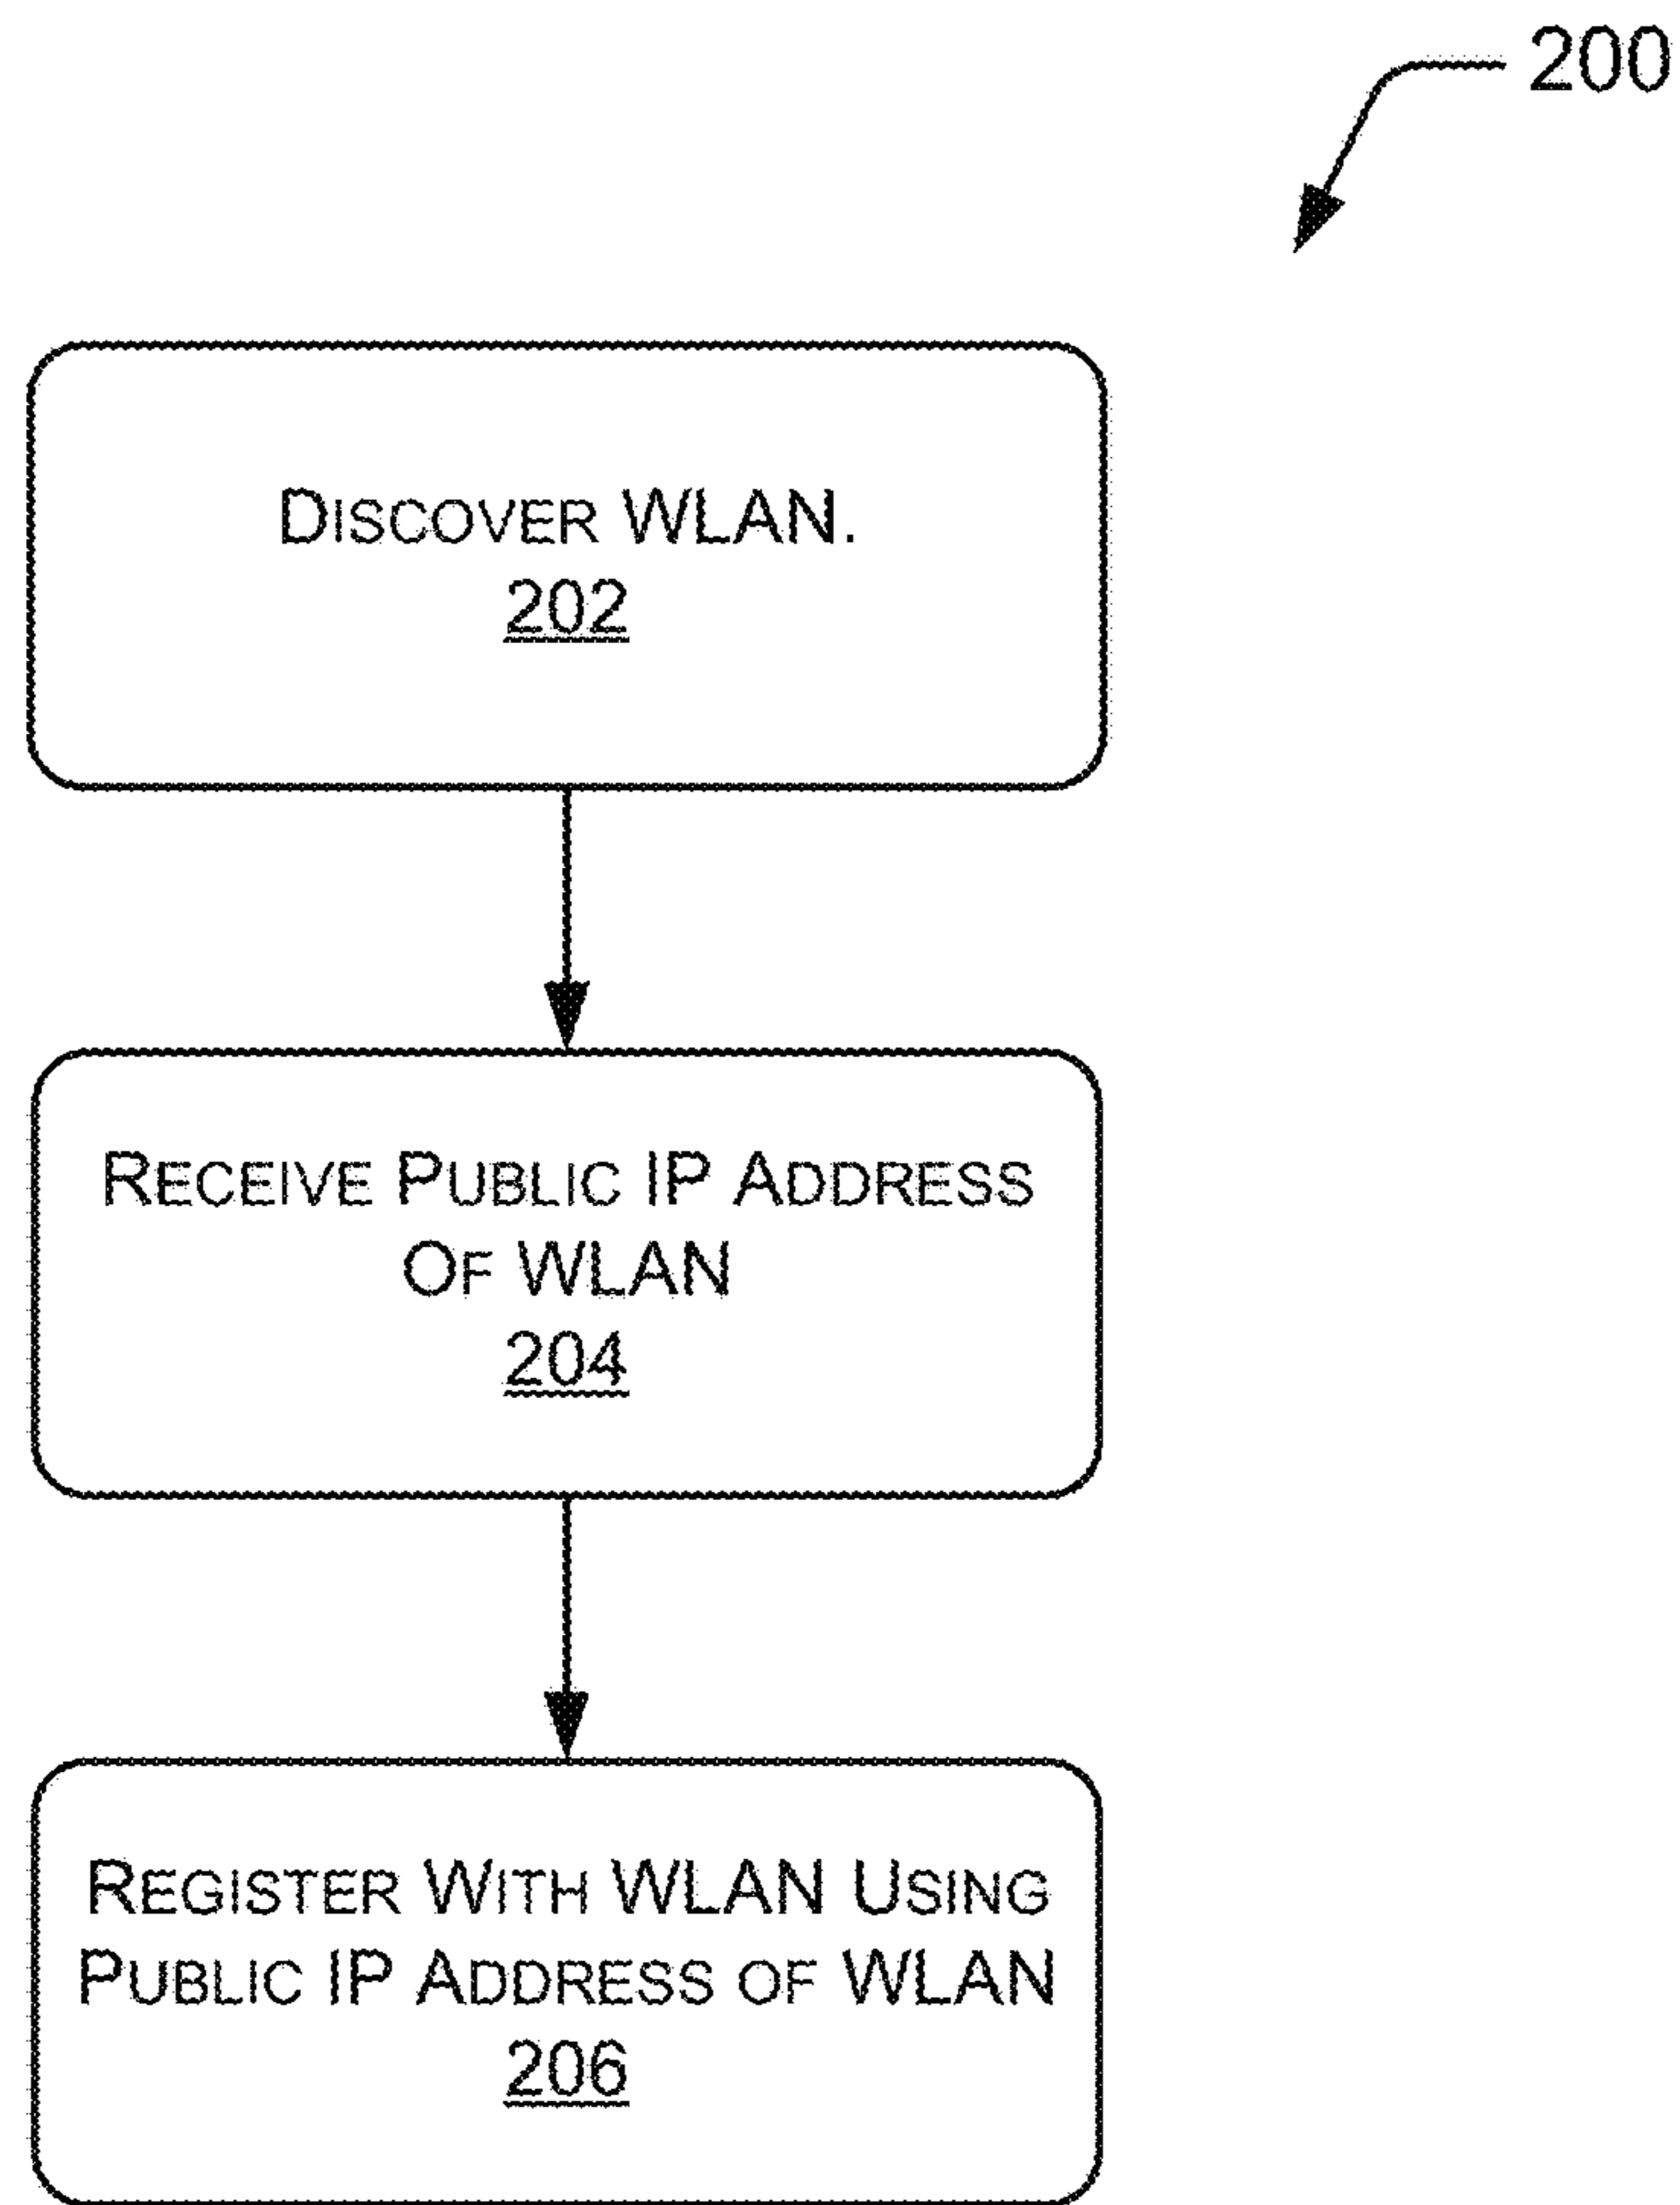 200
DISCOVER WLAN.
202
RECEIVE PUBLIC IP ADDRESS
OF WLAN
204
REGISTER WITH WLAN USING
PUBLIC IP ADDRESS OF WLAN
206